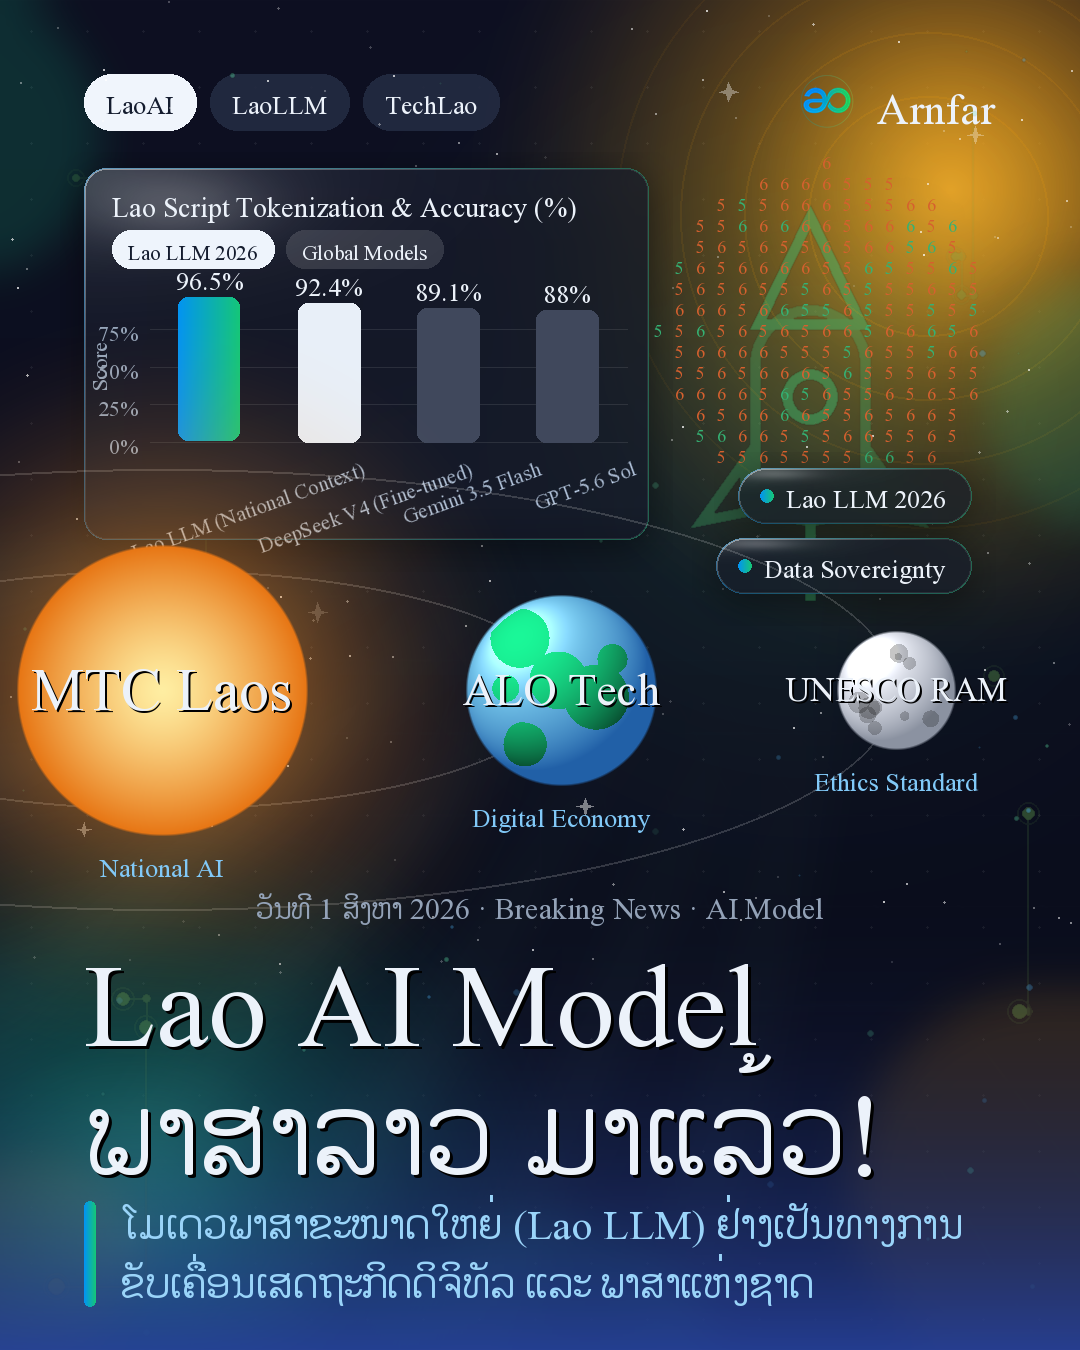 LaoAI
LaoLLM
TechLao
Arnfar
Lao Script Tokenization & Accuracy (%)
Lao LLM 2026
Global Models
96.5%
92.4%
89.1%
88%
75%
25%
0%
Score
Lao LLM (National Context)
DeepSeek V4 (Fine-tuned)
Gemini 3.5 Flash
GPT-5.6 Sol
Lao LLM 2026
Data Sovereignty
MTC Laos
ALO Tech
UNESCO RAM
National AI
Digital Economy
Ethics Standard
ວັນທີ 1 ສິງຫາ 2026 · Breaking News · AI Model
Lao AI Model
ພາສາລາວ ມາແລ້ວ!
ໂມເດວພາສາຂະໜາດໃຫຍ່ (Lao LLM) ຢ່າງເປັນທາງການ
ຂັບເຄື່ອນເສດຖະກິດດິຈິທັລ ແລະ ພາສາແຫ່ງຊາດ